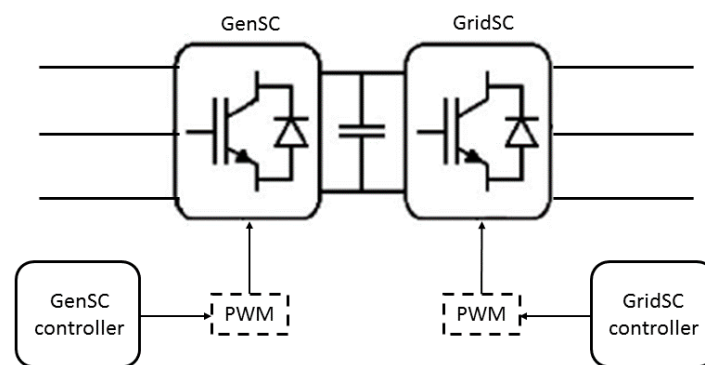 GenSC
GridSC
GenSC
controller
PWM
PWM
GridSC
controller